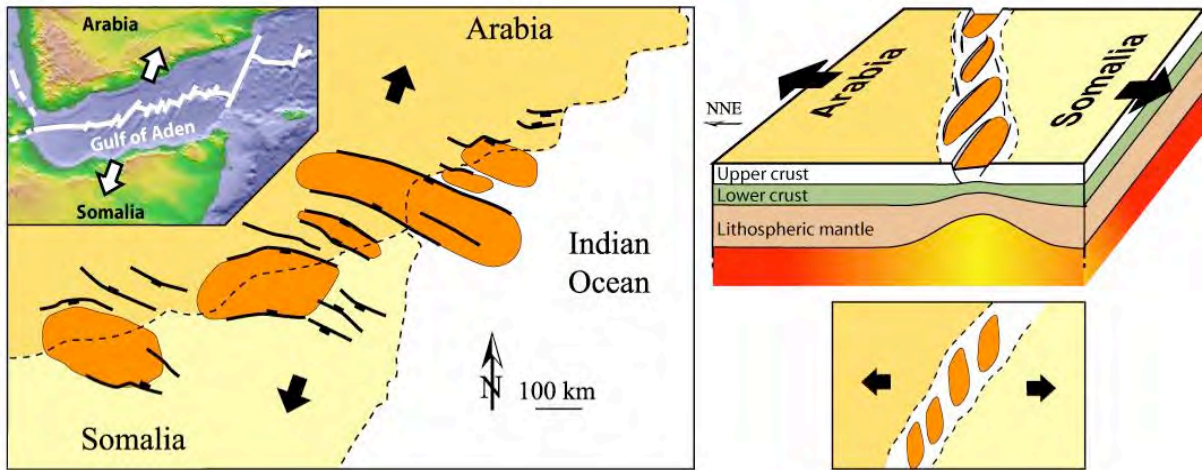 Arabia
Gulf of Aden
Somalia
Arabia
Indian
Ocean
N
100 km
Somalia
Arabia
Somalia
NNE
Upper crust
Lower crust
Lithospheric mantle